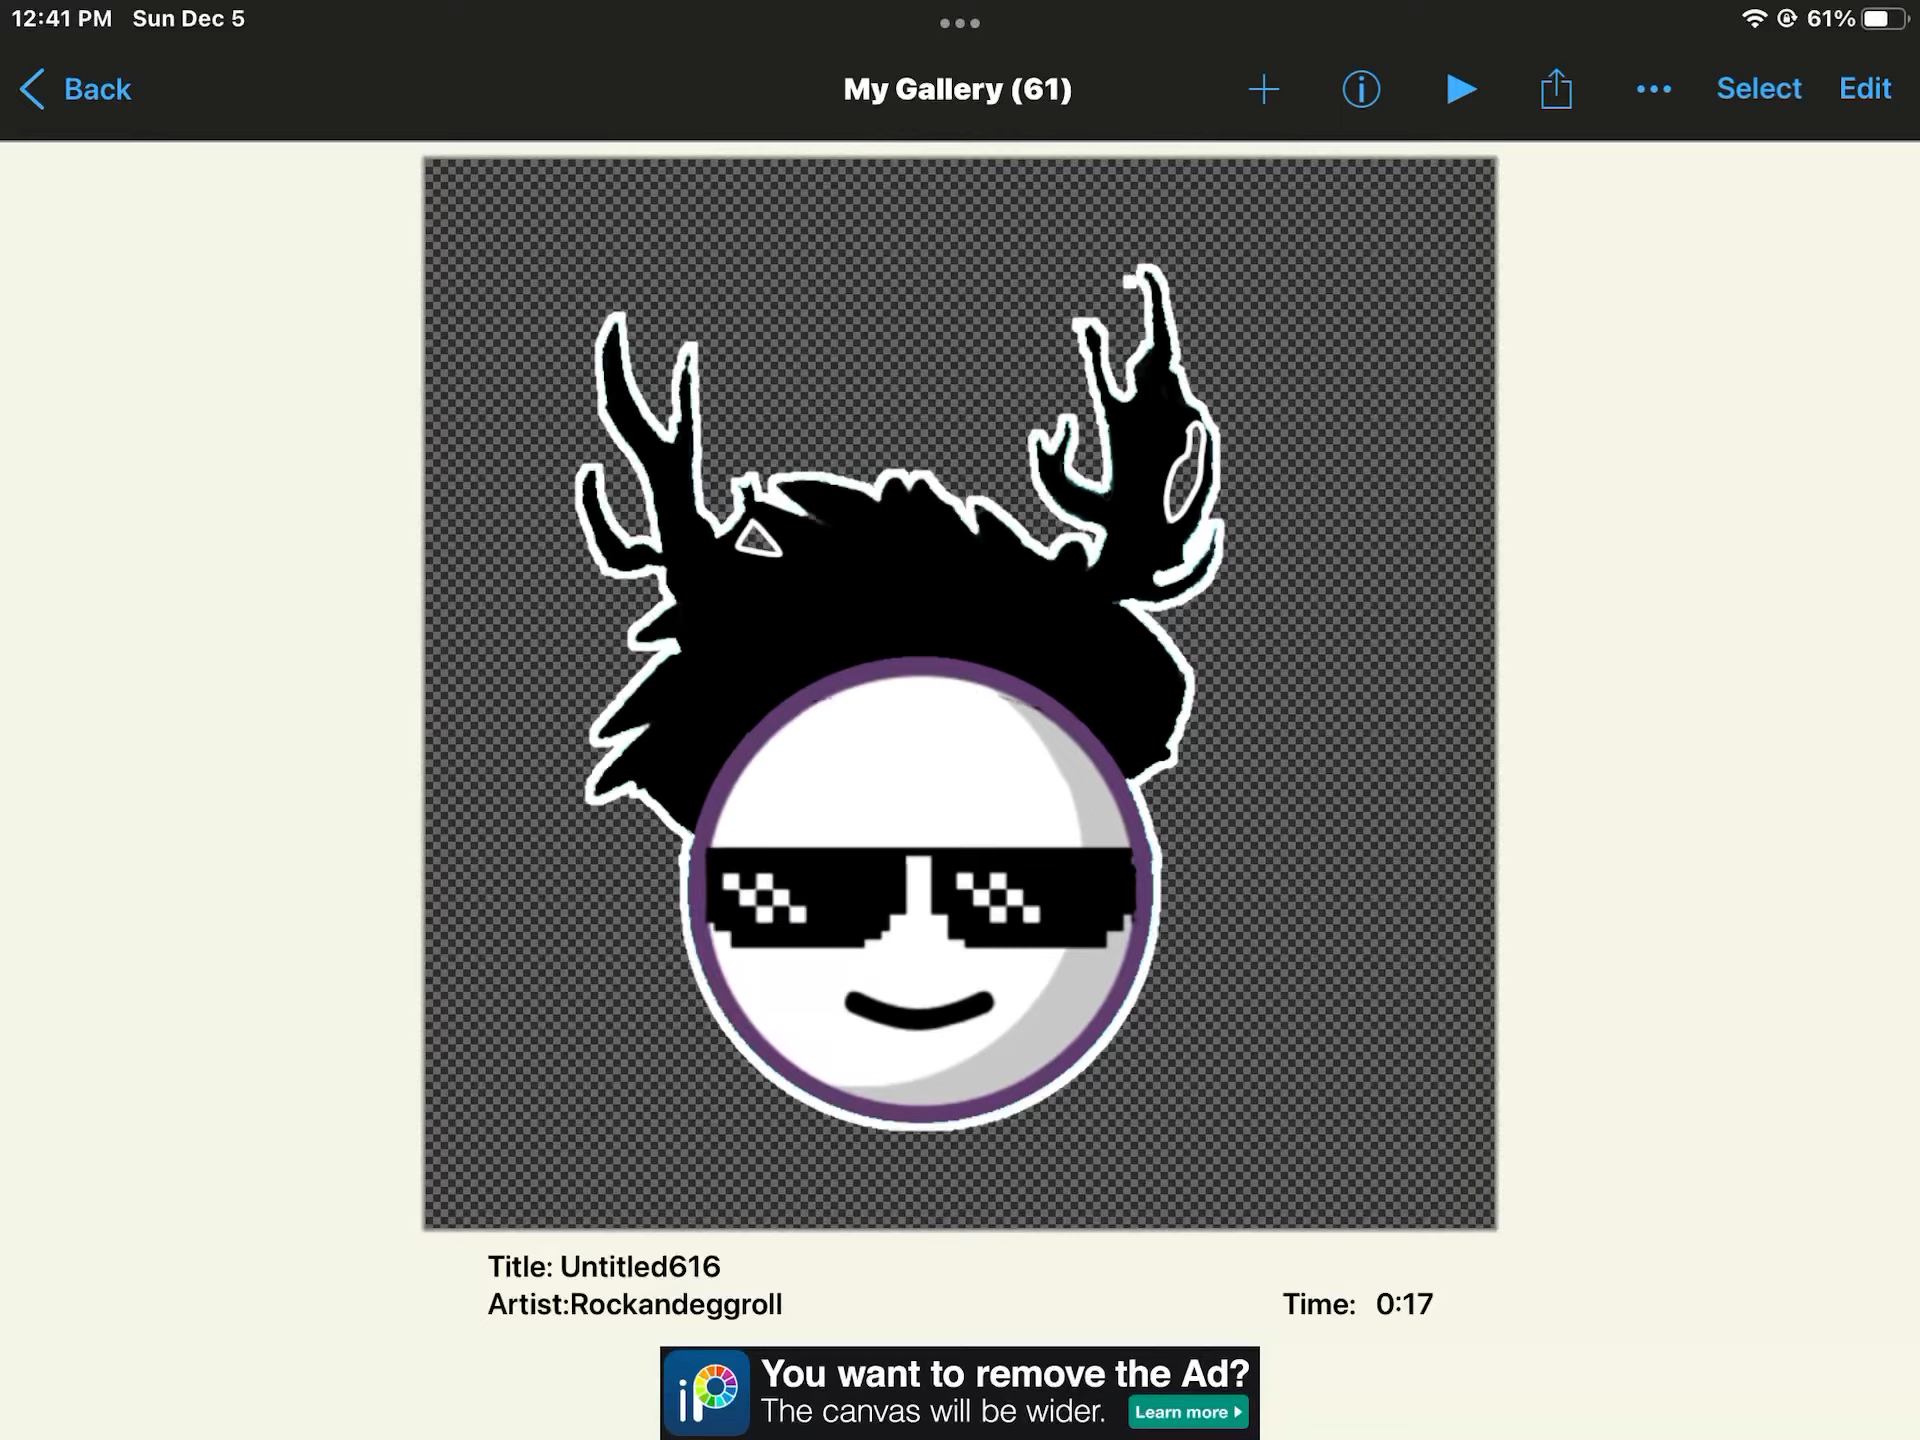 12:41 PM Sun Dec 5
61%
Back
My Gallery (61)
Select
Edit
Title: Untitled616
Artist:Rockandeggroll
Time: 0:17
iP
You want to remove the Ad?
The canvas will be wider.
Learn more